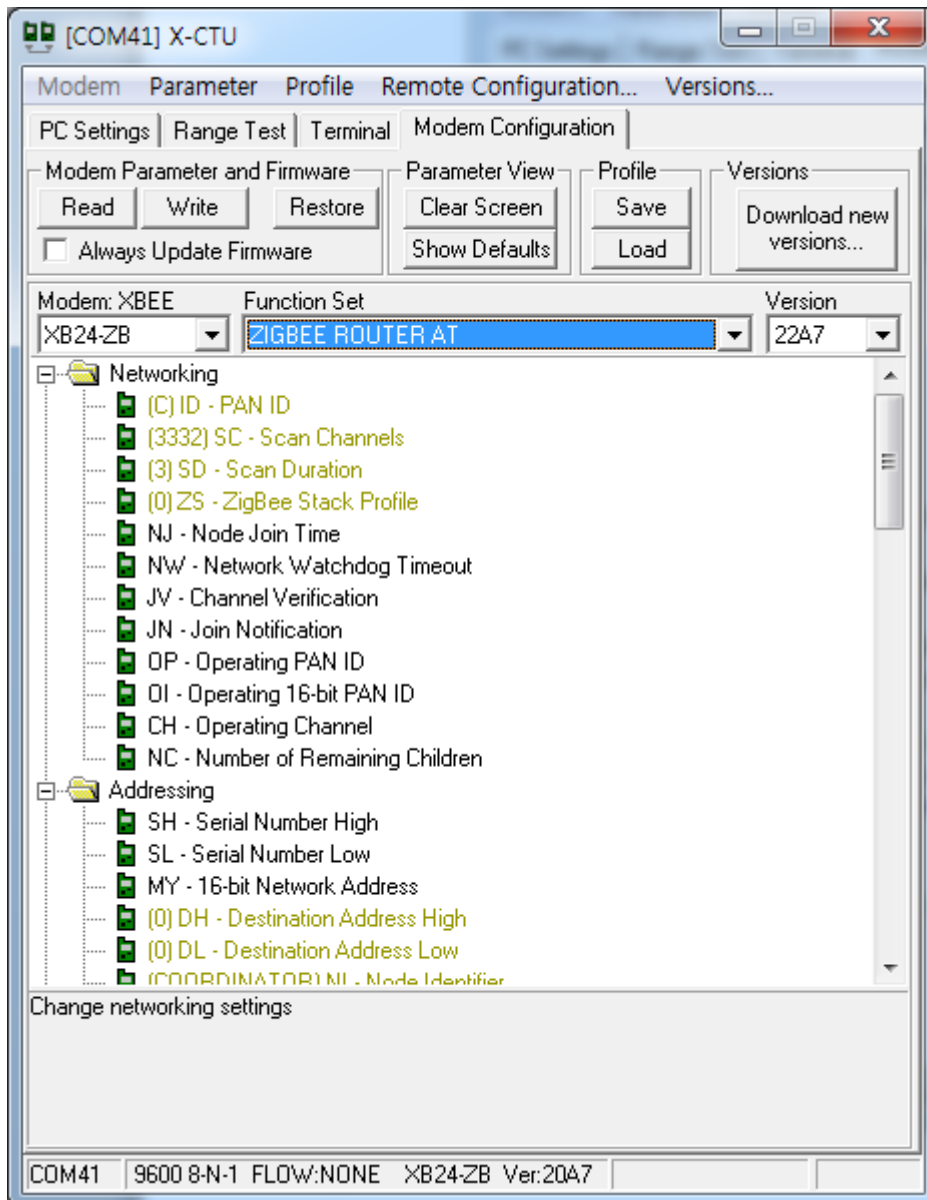 [COM41] X-CTU
Modem Parameter Profile Remote Configuration... Versions...
PC Settings Range Test Terminal Modem Configuration
Modem Parameter and Firmware Parameter View Profile Versions
Read Write Restore Clear Screen Save Download new versions...
Always Update Firmware Show Defaults Load
Modem: XBEE Function Set Version
XB24-ZB ZIGBEE ROUTER AT 22A7
Networking
(C) ID - PAN ID
(3332) SC - Scan Channels
(3) SD - Scan Duration
(0) ZS - ZigBee Stack Profile
NJ - Node Join Time
NW - Network Watchdog Timeout
JV - Channel Verification
JN - Join Notification
OP - Operating PAN ID
OI - Operating 16-bit PAN ID
CH - Operating Channel
NC - Number of Remaining Children
Addressing
SH - Serial Number High
SL - Serial Number Low
MY - 16-bit Network Address
(0) DH - Destination Address High
(0) DL - Destination Address Low
(COORDINATOR) NI - Node Identifier
Change networking settings
COM41 9600 8-N-1 FLOW:NONE XB24-ZB Ver:20A7